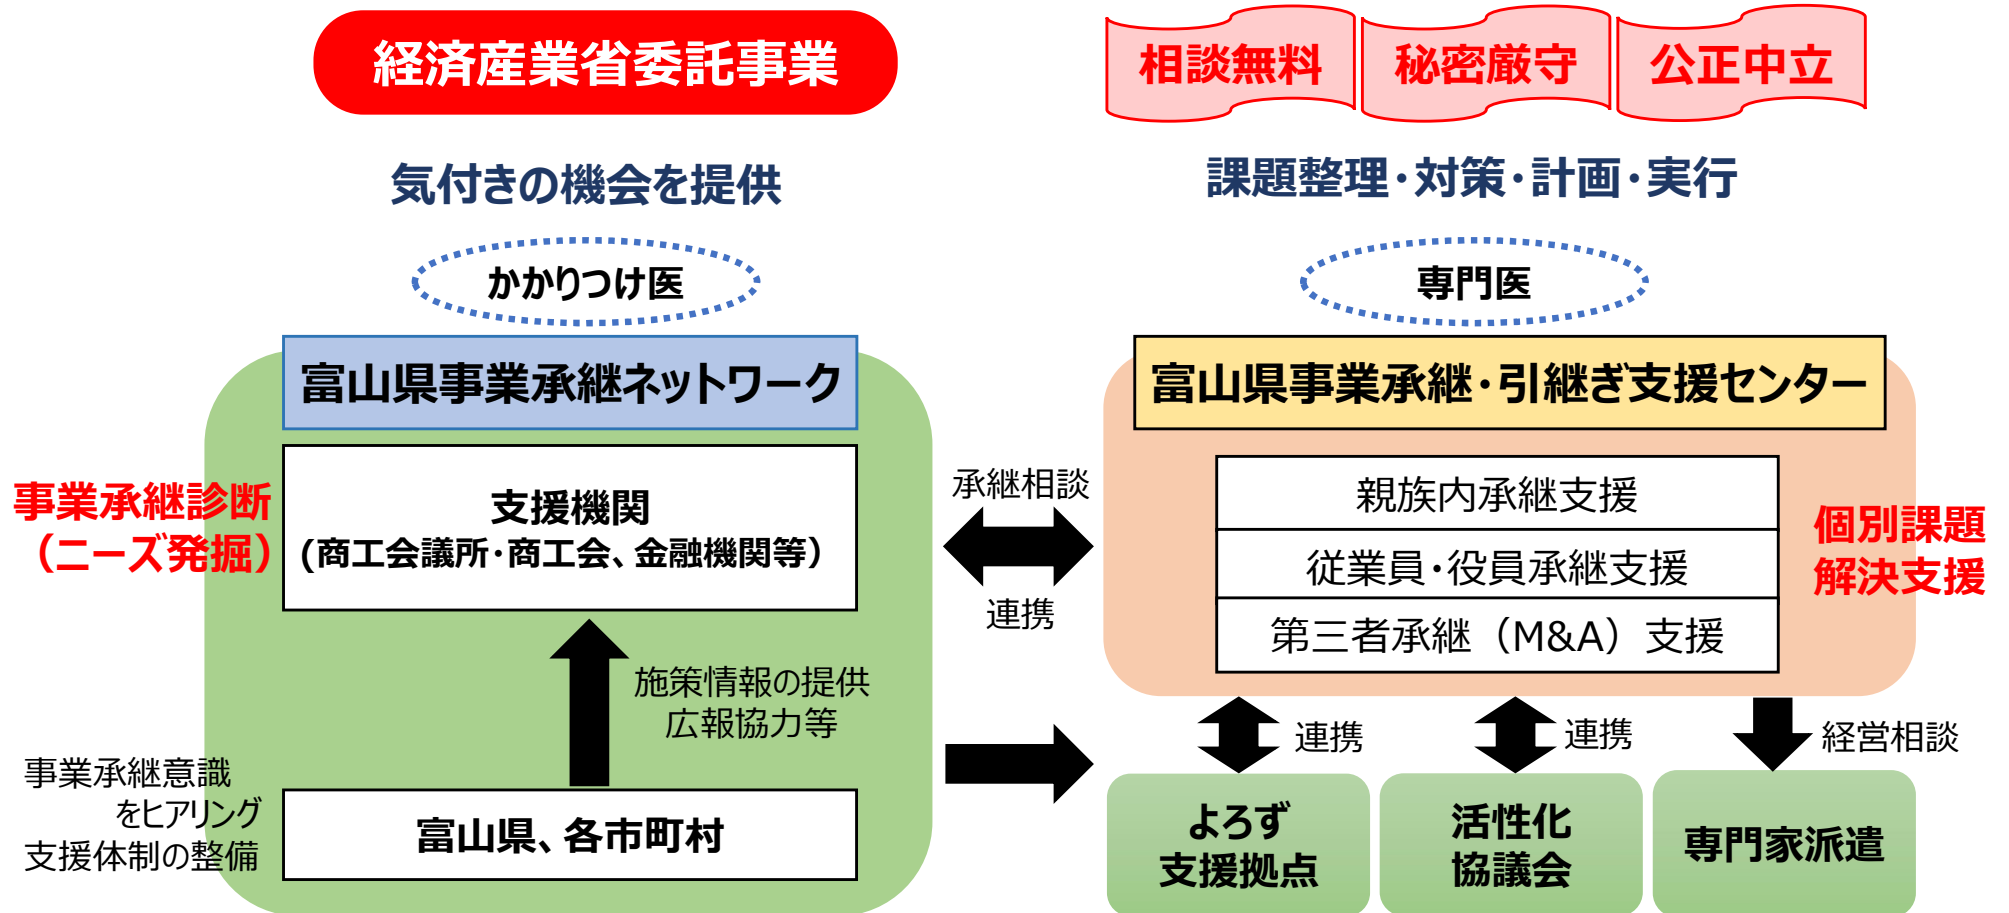 経済産業省委託事業
相談無料
秘密厳守
公正中立
気付きの機会を提供
課題整理・対策・計画・実行
かかりつけ医
専門医
富山県事業承継ネットワーク
富山県事業承継・引継ぎ支援センター
事業承継診断
（ニーズ発掘）
支援機関
(商工会議所・商工会、金融機関等）
承継相談
連携
親族内承継支援
従業員・役員承継支援
第三者承継（M&A）支援
個別課題
解決支援
施策情報の提供
広報協力等
事業承継意識
をヒアリング
支援体制の整備
富山県、各市町村
連携
連携
経営相談
よろず
支援拠点
活性化
協議会
専門家派遣